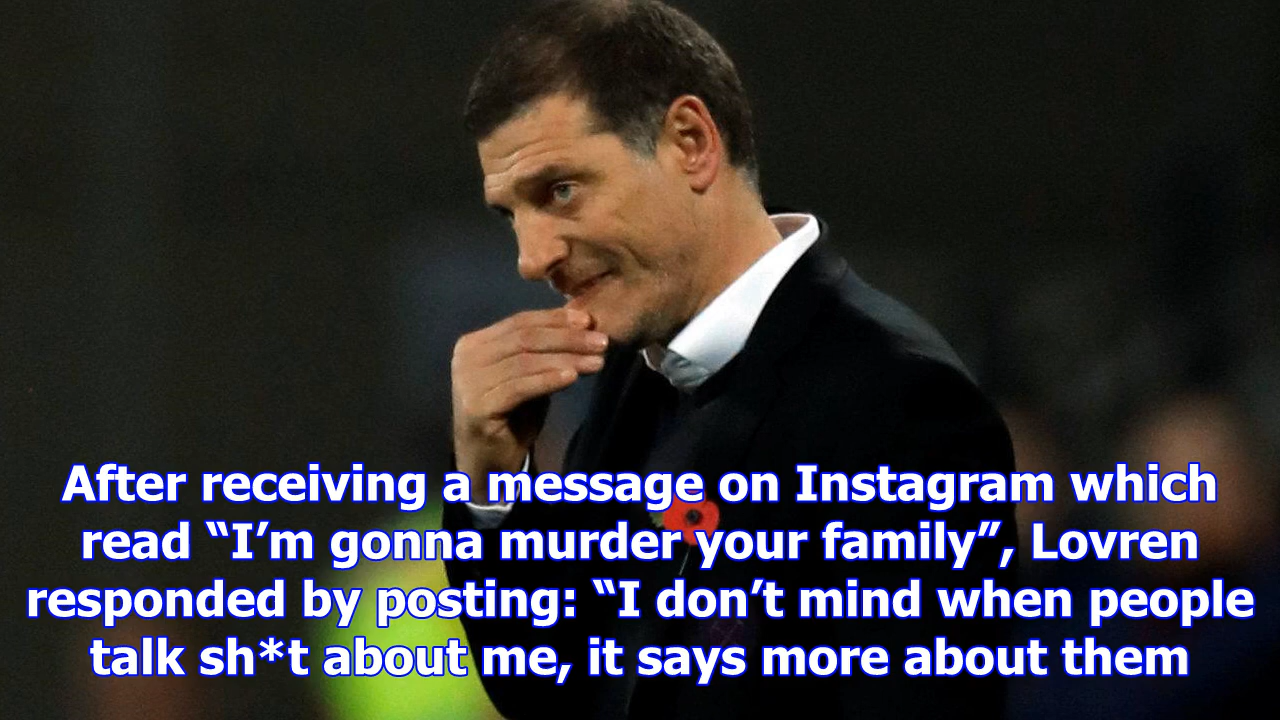 After receiving a message on Instagram which
read “I’m gonna murder your family”, Lovren
responded by posting: “I don’t mind when people
talk sh*t about me, it says more about them